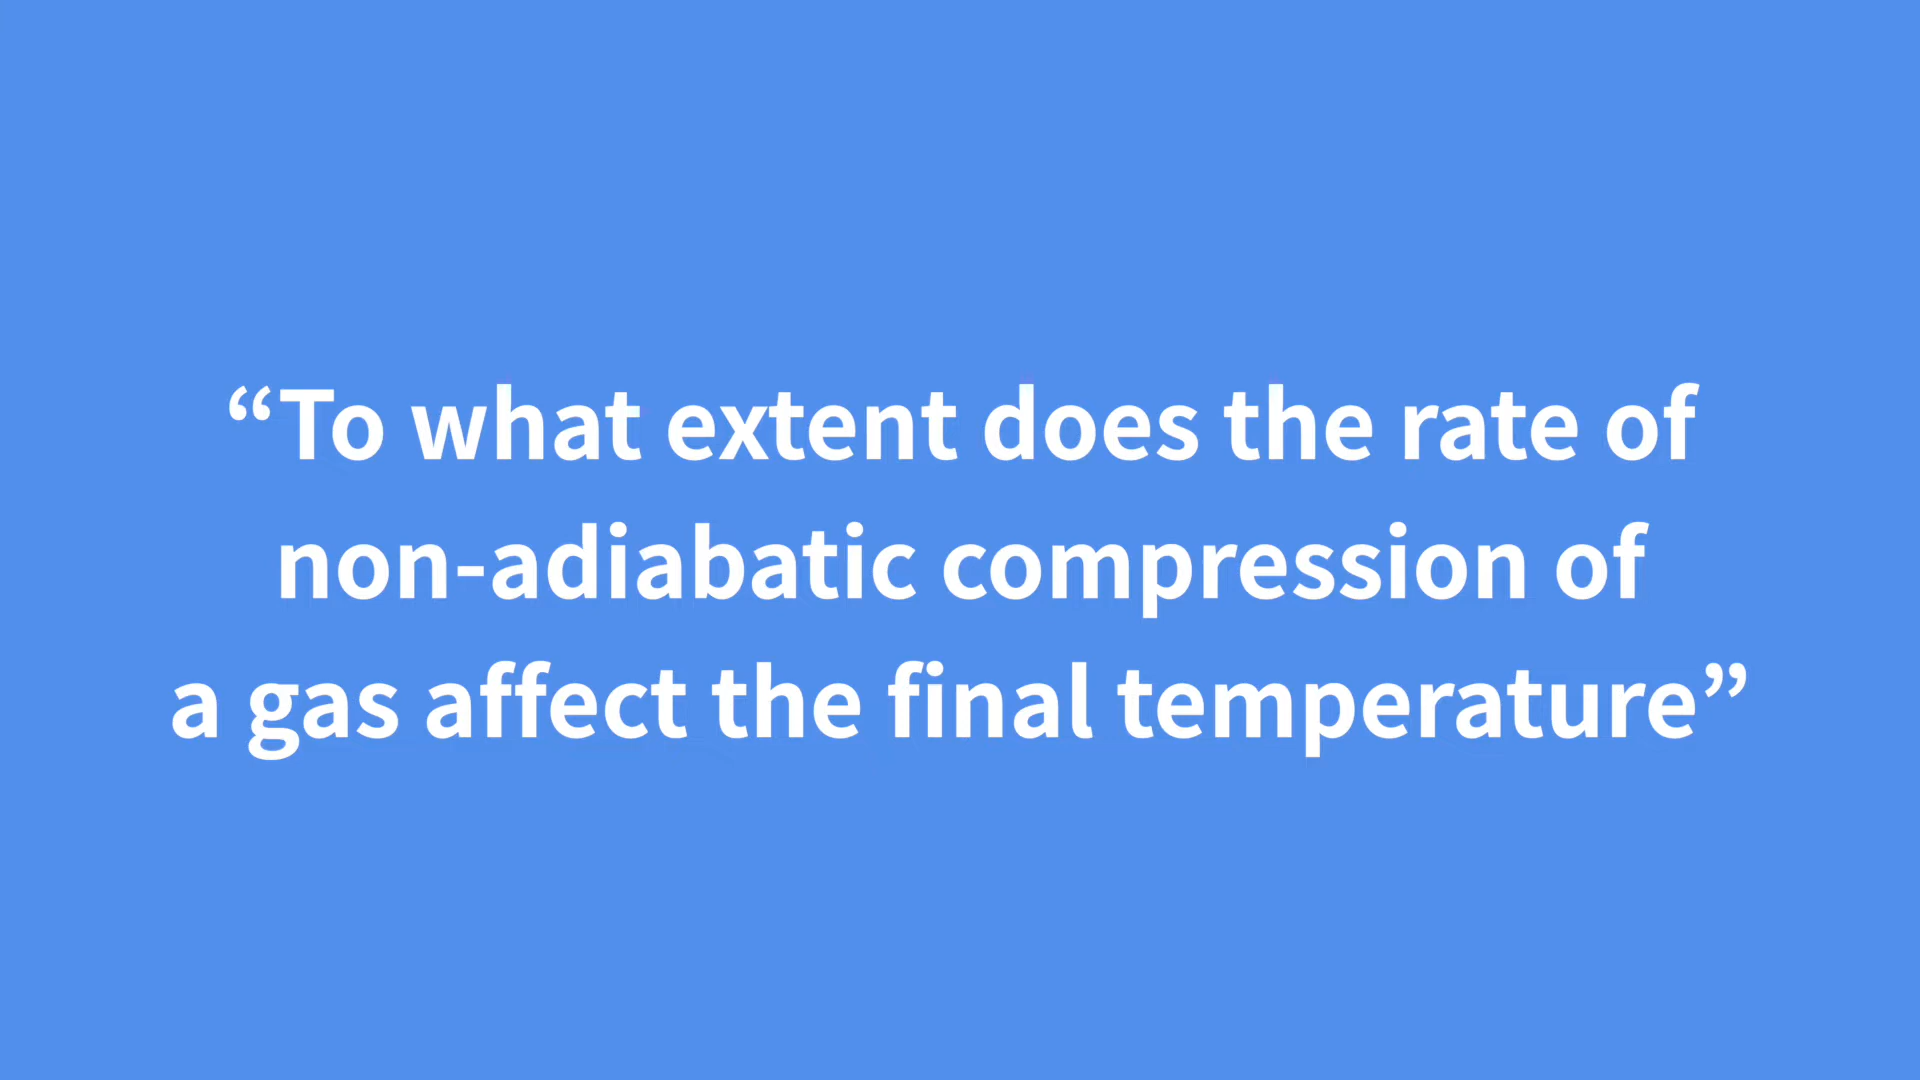 “To what extent does the rate of
non-adiabatic compression of
a gas affect the final temperature”